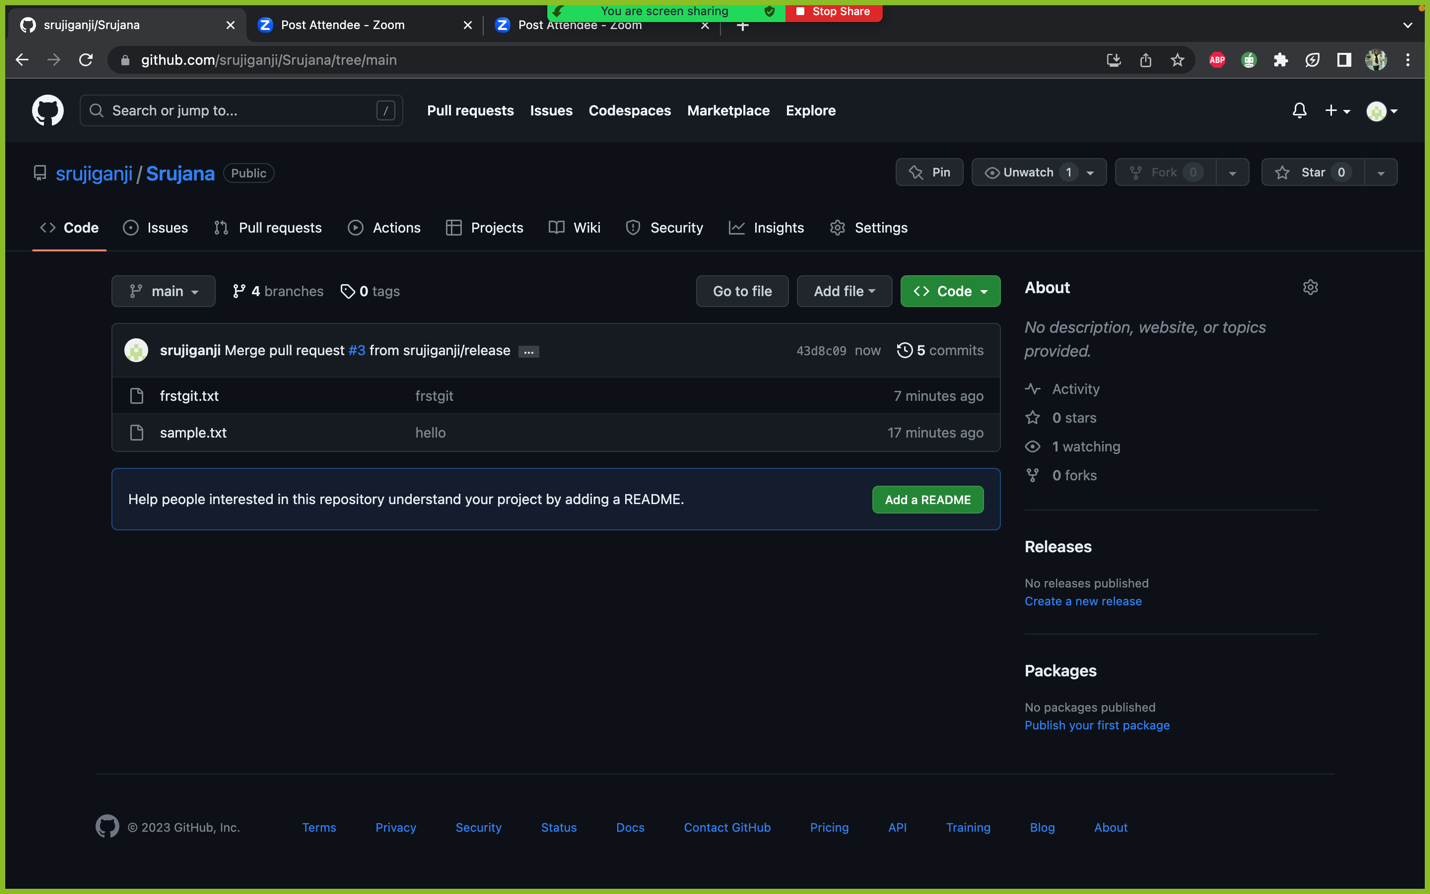 You are screen sharing Stop Share
srujiganji/Srujana Post Attendee - Zoom Post Attendee - Zoom
github.com/srujiganji/Srujana/tree/main ABP
Search or jump to... / Pull requests Issues Codespaces Marketplace Explore
srujiganji / Srujana Public Pin Unwatch 1 Fork 0 Star 0
Code Issues Pull requests Actions Projects Wiki Security Insights Settings
main 4 branches 0 tags Go to file Add file Code
srujiganji Merge pull request #3 from srujiganji/release ... 43d8c09 now 5 commits
frstgit.txt frstgit 7 minutes ago
sample.txt hello 17 minutes ago
Help people interested in this repository understand your project by adding a README. Add a README
About
No description, website, or topics
provided.
Activity
0 stars
1 watching
0 forks
Releases
No releases published
Create a new release
Packages
No packages published
Publish your first package
© 2023 GitHub, Inc. Terms Privacy Security Status Docs Contact GitHub Pricing API Training Blog About